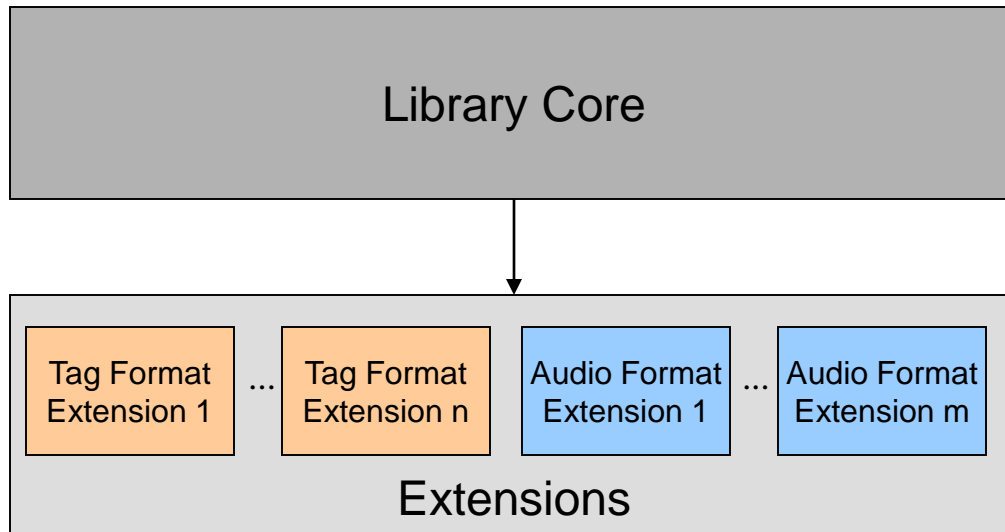 Library Core
Tag Format
Extension 1
...
Tag Format
Extension n
Audio Format
Extension 1
...
Audio Format
Extension m
Extensions